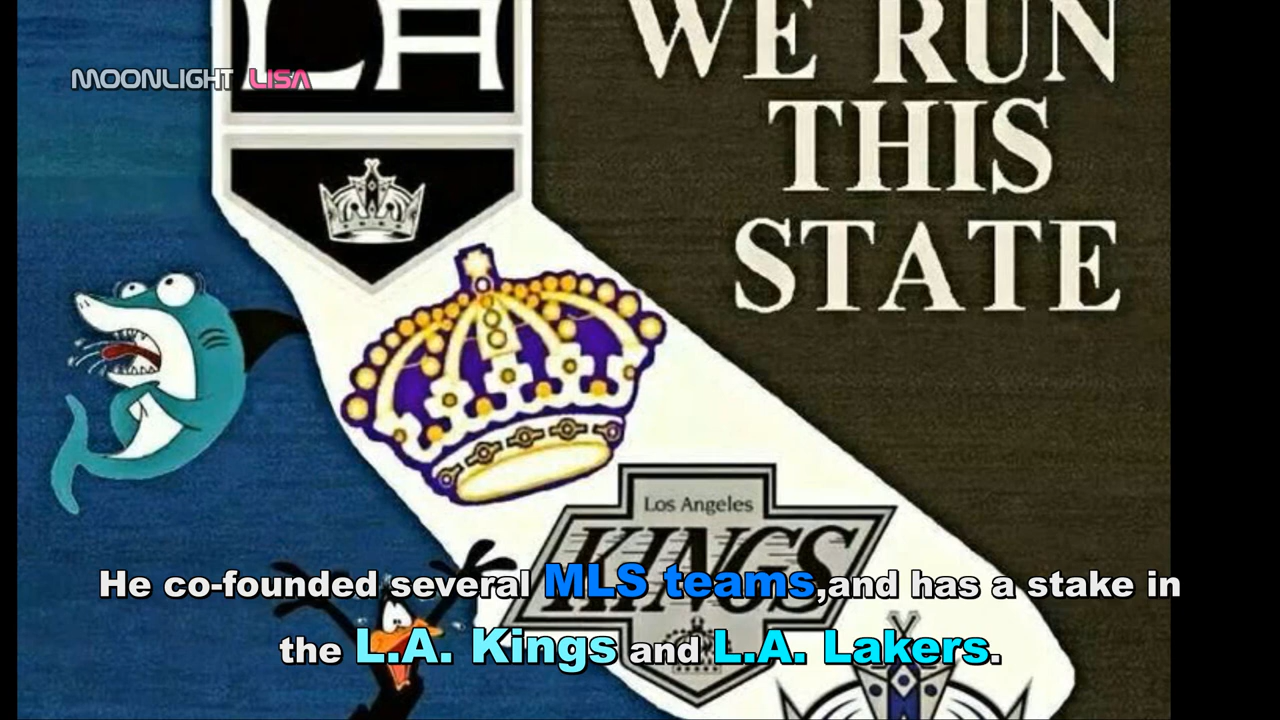 LA
WE RUN
THIS
STATE
MOONLIGHT LISA
Los Angeles
KINGS
He co-founded several MLS teams,and has a stake in
the L.A. Kings and L.A. Lakers.